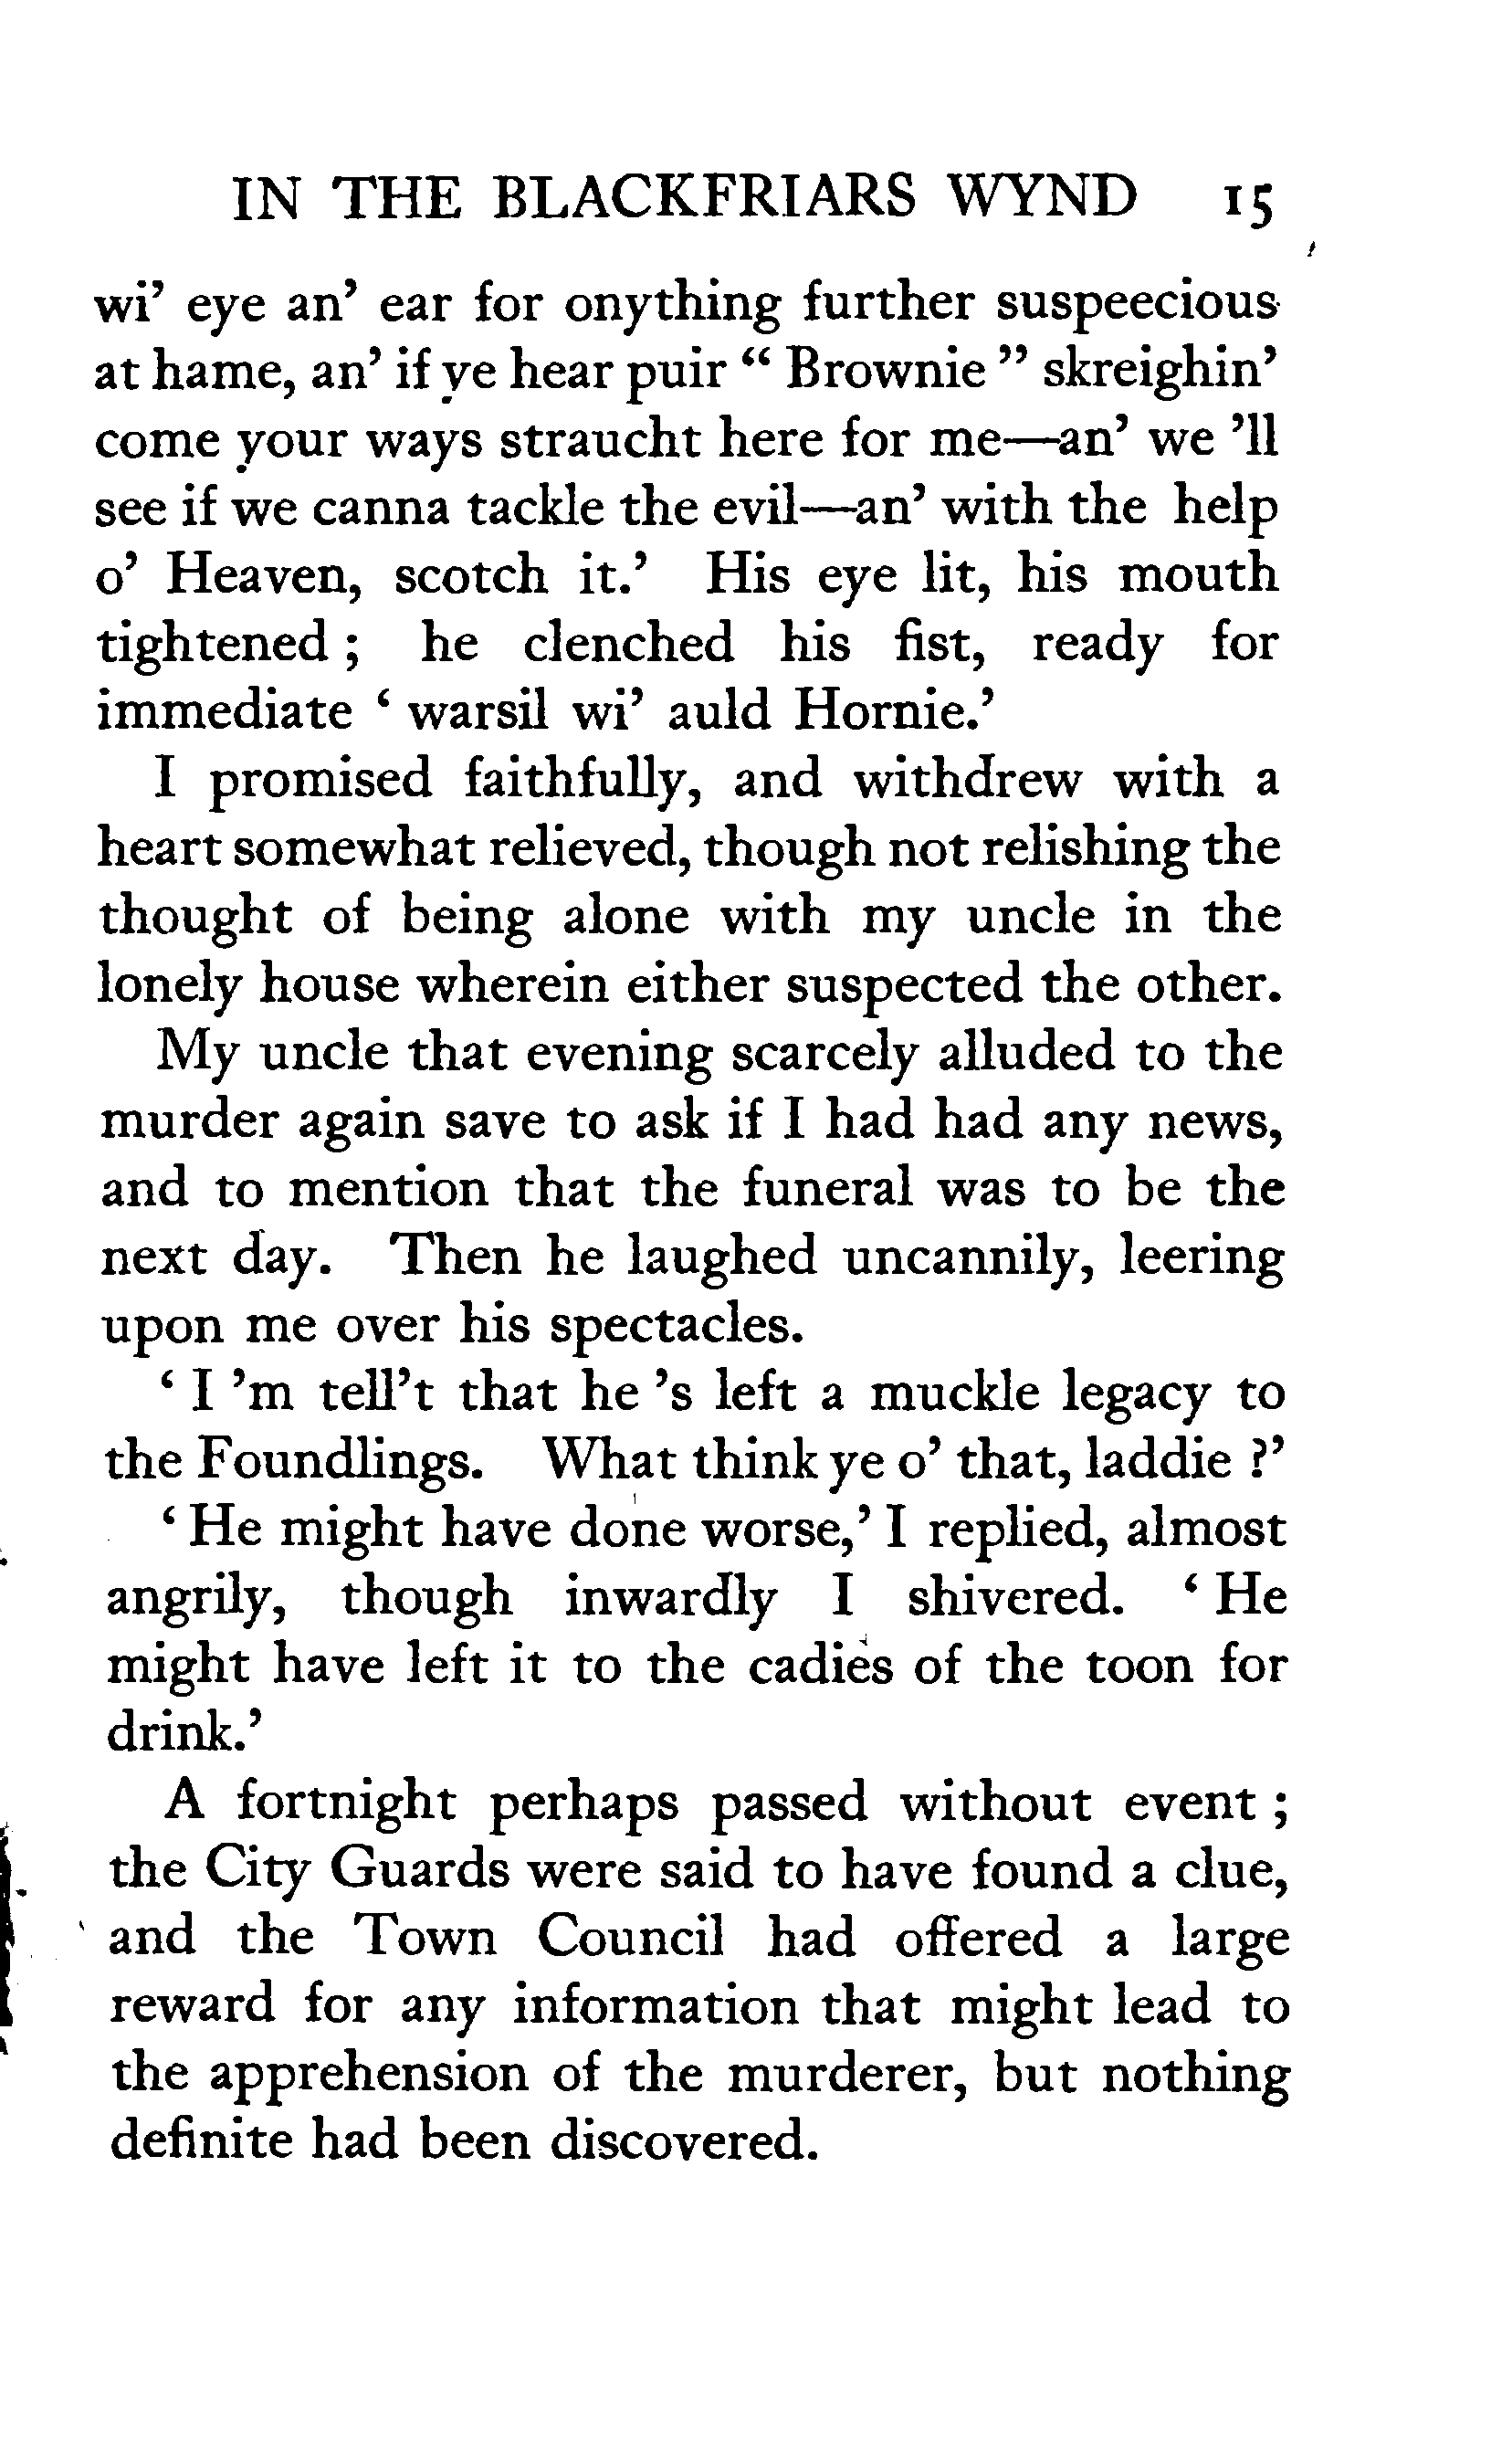 IN THE BLACKFRIARS WYND 15
wi’ eye an’ ear for onything further suspeecious
at hame, an’ if ye hear puir “ Brownie ” skreighin’
come your ways straucht here for me—an’ we ’ll
see if we canna tackle the evil—an’ with the help
o’ Heaven, scotch it.’ His eye lit, his mouth
tightened ; he clenched his fist, ready for
immediate ‘ warsil wi’ auld Hornie.’
I promised faithfully, and withdrew with a
heart somewhat relieved, though not relishing the
thought of being alone with my uncle in the
lonely house wherein either suspected the other.
My uncle that evening scarcely alluded to the
murder again save to ask if I had had any news,
and to mention that the funeral was to be the
next day. Then he laughed uncannily, leering
upon me over his spectacles.
‘ I ’m tell’t that he ’s left a muckle legacy to
the Foundlings. What think ye o’ that, laddie ?’
‘ He might have done worse,’ I replied, almost
angrily, though inwardly I shivered. ‘ He
might have left it to the cadies of the toon for
drink.’
A fortnight perhaps passed without event ;
the City Guards were said to have found a clue,
and the Town Council had offered a large
reward for any information that might lead to
the apprehension of the murderer, but nothing
definite had been discovered.